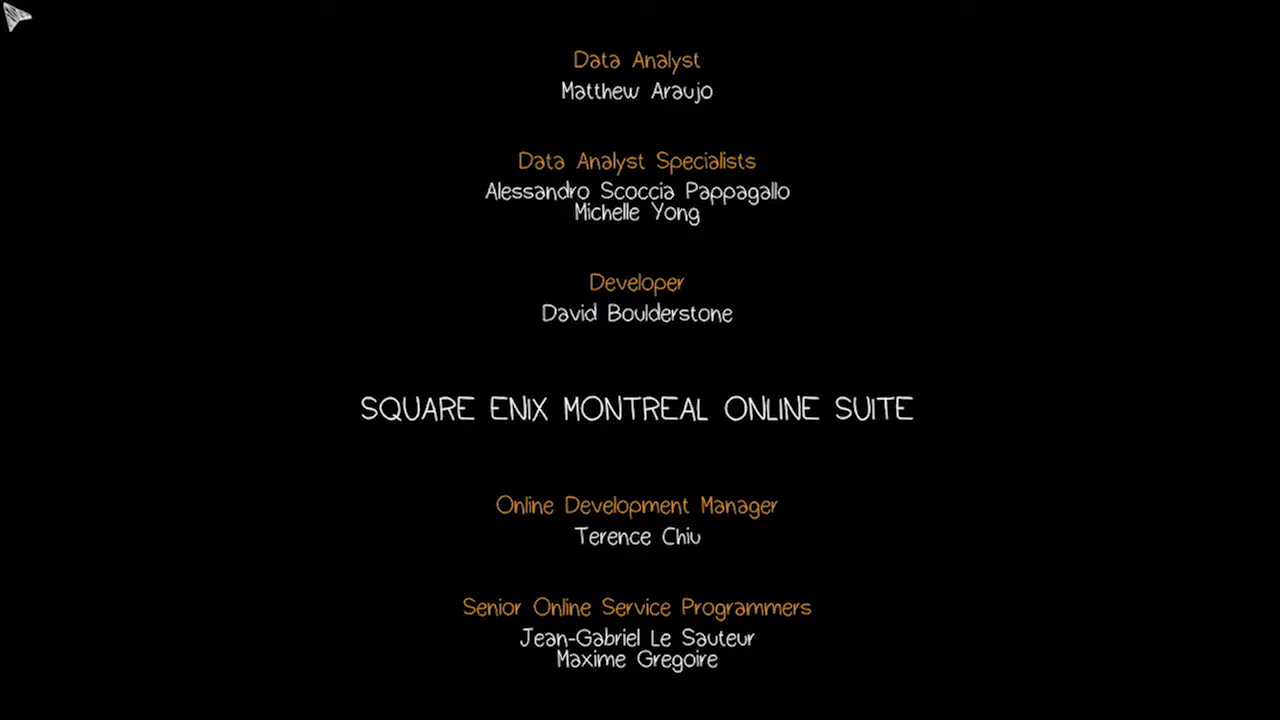 Data Analyst
Matthew Araujo
Data Analyst Specialists
Alessandro Scoccia Pappagallo
Michelle Yong
Developer
David Boulderstone
SQUARE ENIX MONTREAL ONLINE SUITE
Online Development Manager
Terence Chiu
Senior Online Service Programmers
Jean-Gabriel Le Sauteur
Maxime Gregoire